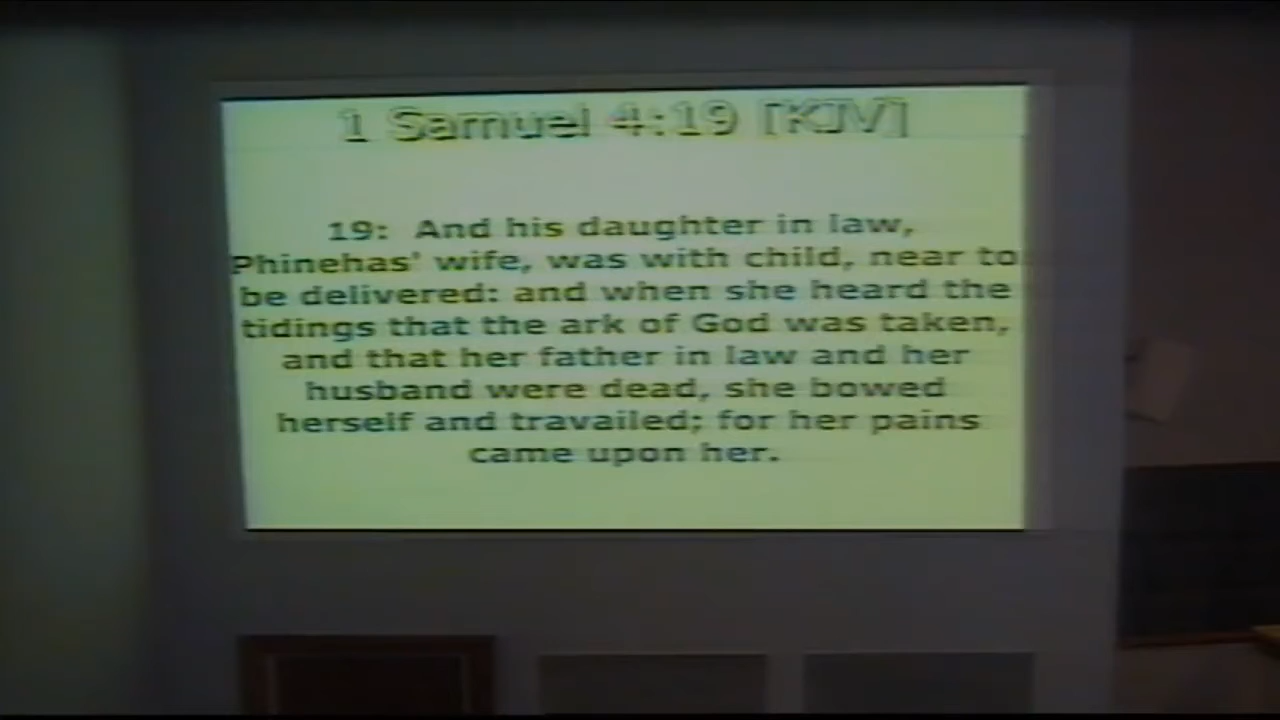 1 Samuel 4:19 [KJV]
19: And his daughter in law,
Phinehas' wife, was with child, near to
be delivered: and when she heard the
tidings that the ark of God was taken,
and that her father in law and her
husband were dead, she bowed
herself and travailed; for her pains
came upon her.